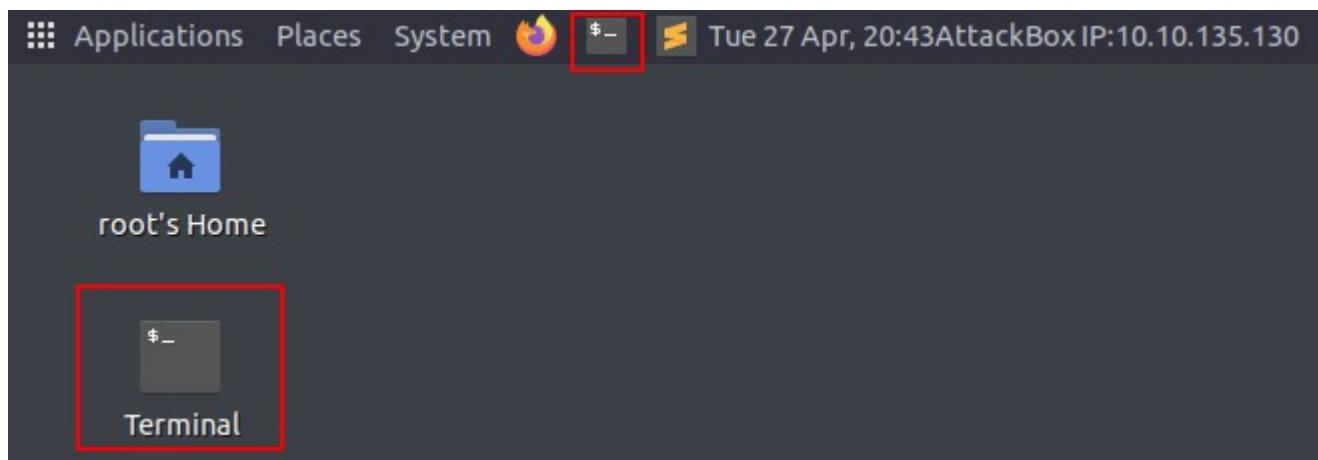 Applications Places System $_ Tue 27 Apr, 20:43AttackBox IP:10.10.135.130
root's Home
$_
Terminal